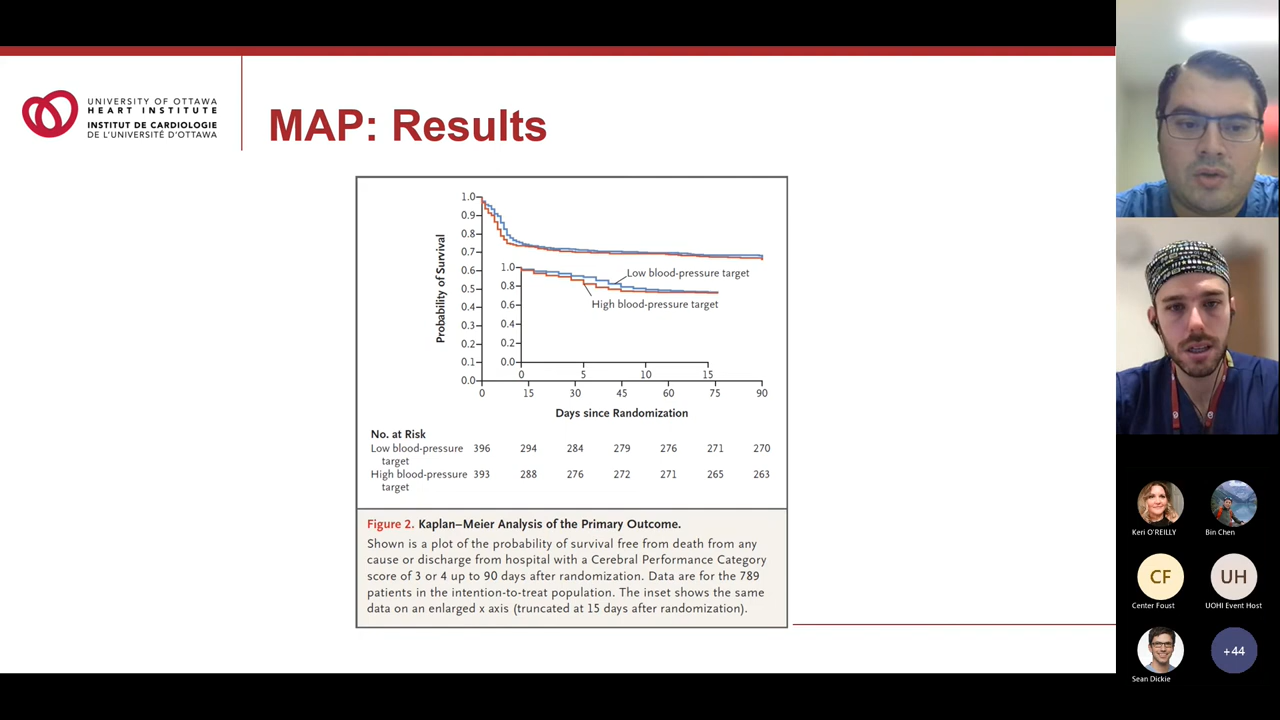 UNIVERSITY OF OTTAWA
HEART INSTITUTE
INSTITUT DE CARDIOLOGIE
DE L'UNIVERSITÉ D'OTTAWA
MAP: Results
1.0
0.9
0.8
0.7
0.6
0.5
0.4
0.3
0.2
0.1
0.0
Probability of Survival
1.0
0.8
0.6
0.4
0.2
0.0
Low blood-pressure target
High blood-pressure target
0 5 10 15
0 15 30 45 60 75 90
Days since Randomization
No. at Risk
Low blood-pressure 396 294 284 279 276 271 270
target
High blood-pressure 393 288 276 272 271 265 263
target
Figure 2. Kaplan–Meier Analysis of the Primary Outcome.
Shown is a plot of the probability of survival free from death from any
cause or discharge from hospital with a Cerebral Performance Category
score of 3 or 4 up to 90 days after randomization. Data are for the 789
patients in the intention-to-treat population. The inset shows the same
data on an enlarged x axis (truncated at 15 days after randomization).
Keri O'REILLY
Bin Chen
CF
UH
Center Foust
UOHI Event Host
+44
Sean Dickie